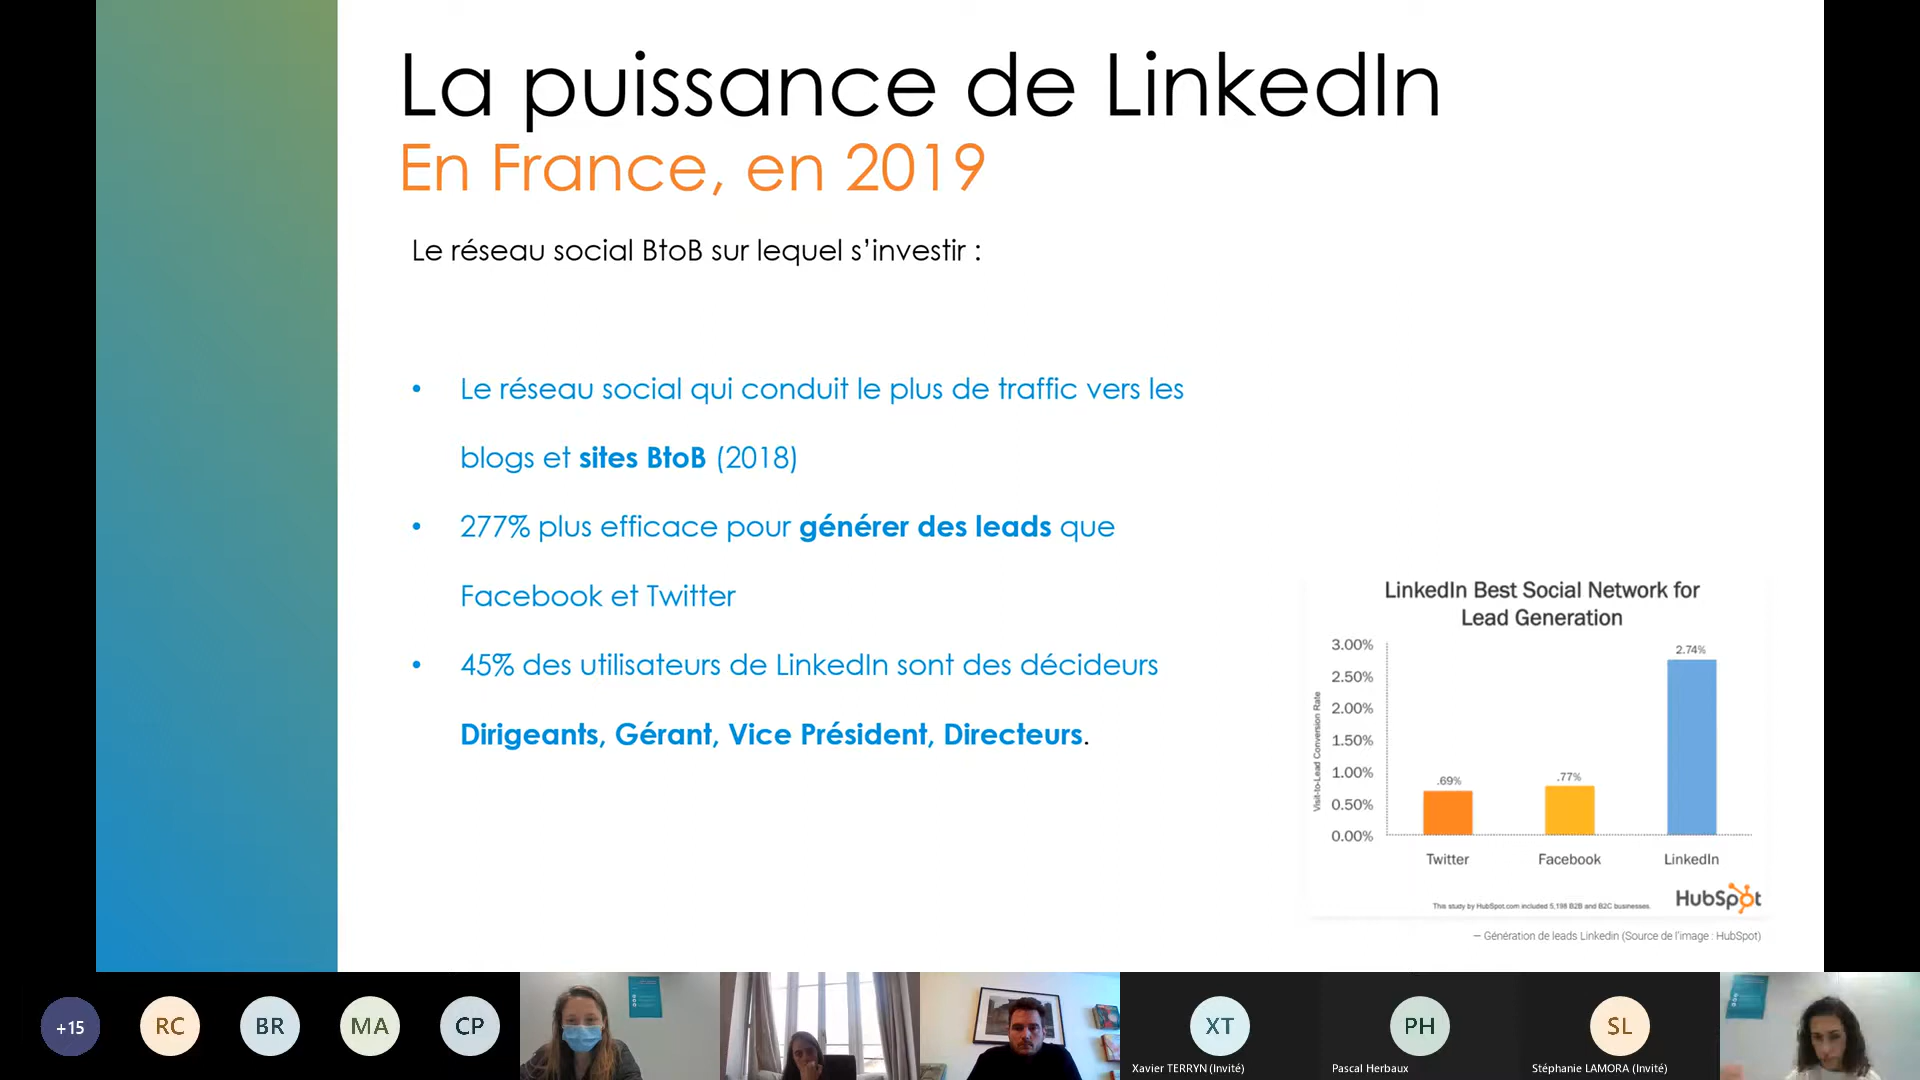 La puissance de LinkedIn
En France, en 2019
Le réseau social BtoB sur lequel s’investir :
• Le réseau social qui conduit le plus de traffic vers les
blogs et sites BtoB (2018)
• 277% plus efficace pour générer des leads que
Facebook et Twitter
• 45% des utilisateurs de LinkedIn sont des décideurs
Dirigeants, Gérant, Vice Président, Directeurs.
LinkedIn Best Social Network for
Lead Generation
Visit-to-Lead Conversion Rate
3.00%
2.50%
2.00%
1.50%
1.00%
0.50%
0.00%
.69%
.77%
2.74%
Twitter
Facebook
LinkedIn
This study by HubSpot.com included 5,198 B2B and B2C businesses.
HubSpot
— Génération de leads Linkedin (Source de l'image : HubSpot)
+15
RC
BR
MA
CP
XT
Xavier TERRYN (Invité)
PH
Pascal Herbaux
SL
Stéphanie LAMORA (Invité)